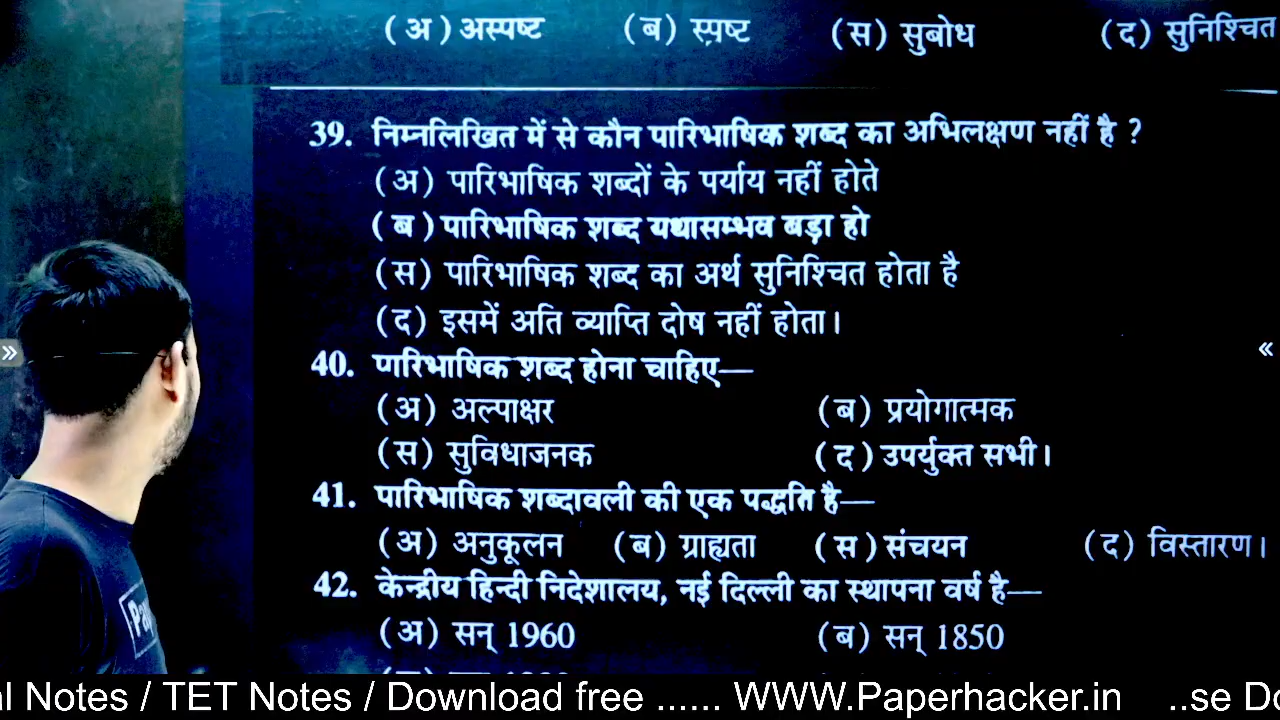 (अ) अस्पष्ट (ब) स्पष्ट (स) सुबोध (द) सुनिश्चित
39. निम्नलिखित में से कौन पारिभाषिक शब्द का अभिलक्षण नहीं है ?
(अ) पारिभाषिक शब्दों के पर्याय नहीं होते
(ब) पारिभाषिक शब्द यथासम्भव बड़ा हो
(स) पारिभाषिक शब्द का अर्थ सुनिश्चित होता है
(द) इसमें अति व्याप्ति दोष नहीं होता।
40. पारिभाषिक शब्द होना चाहिए—
(अ) अल्पाक्षर (ब) प्रयोगात्मक
(स) सुविधाजनक (द) उपर्युक्त सभी।
41. पारिभाषिक शब्दावली की एक पद्धति है—
(अ) अनुकूलन (ब) ग्राह्यता (स) संचयन (द) विस्तारण।
42. केन्द्रीय हिन्दी निदेशालय, नई दिल्ली का स्थापना वर्ष है—
(अ) सन् 1960 (ब) सन् 1850
Notes / TET Notes / Download free ...... WWW.Paperhacker.in